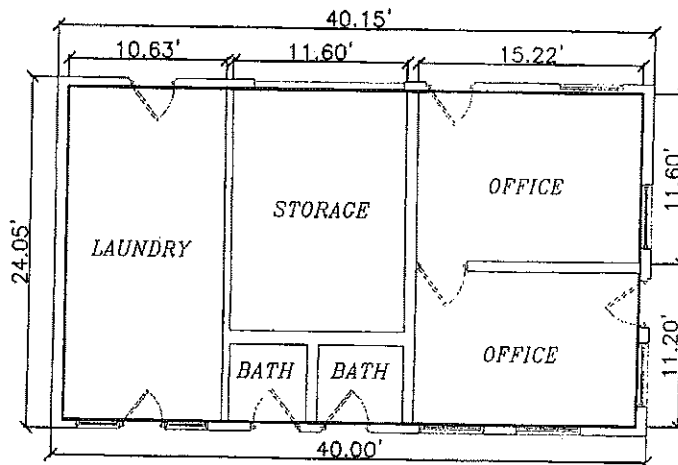 40.15'
10.63' 11.60' 15.22'
24.05'
LAUNDRY
STORAGE
OFFICE
11.60'
BATH BATH
OFFICE
11.20'
40.00'